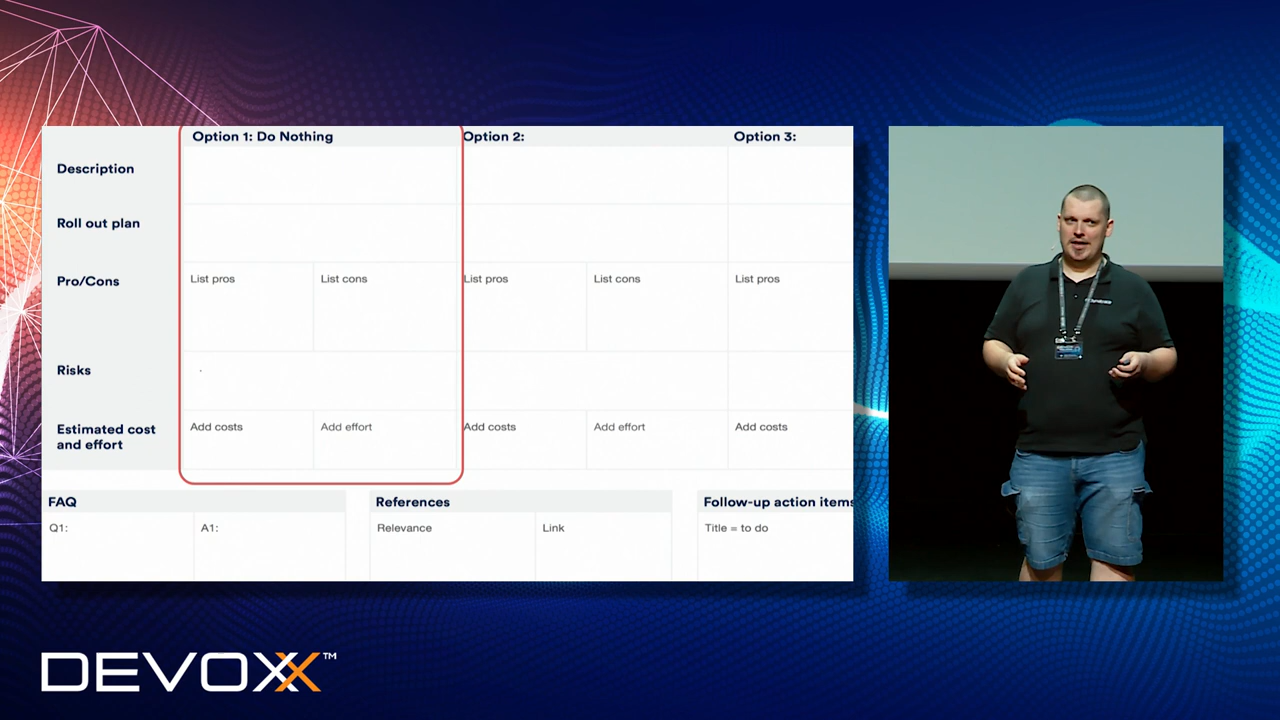 Option 1: Do Nothing
Option 2:
Option 3:
Description
Roll out plan
Pro/Cons
List pros
List cons
List pros
List cons
List pros
Risks
Estimated cost
and effort
Add costs
Add effort
Add costs
Add effort
Add costs
FAQ
References
Follow-up action items
Q1:
A1:
Relevance
Link
Title = to do
DEVOXX™